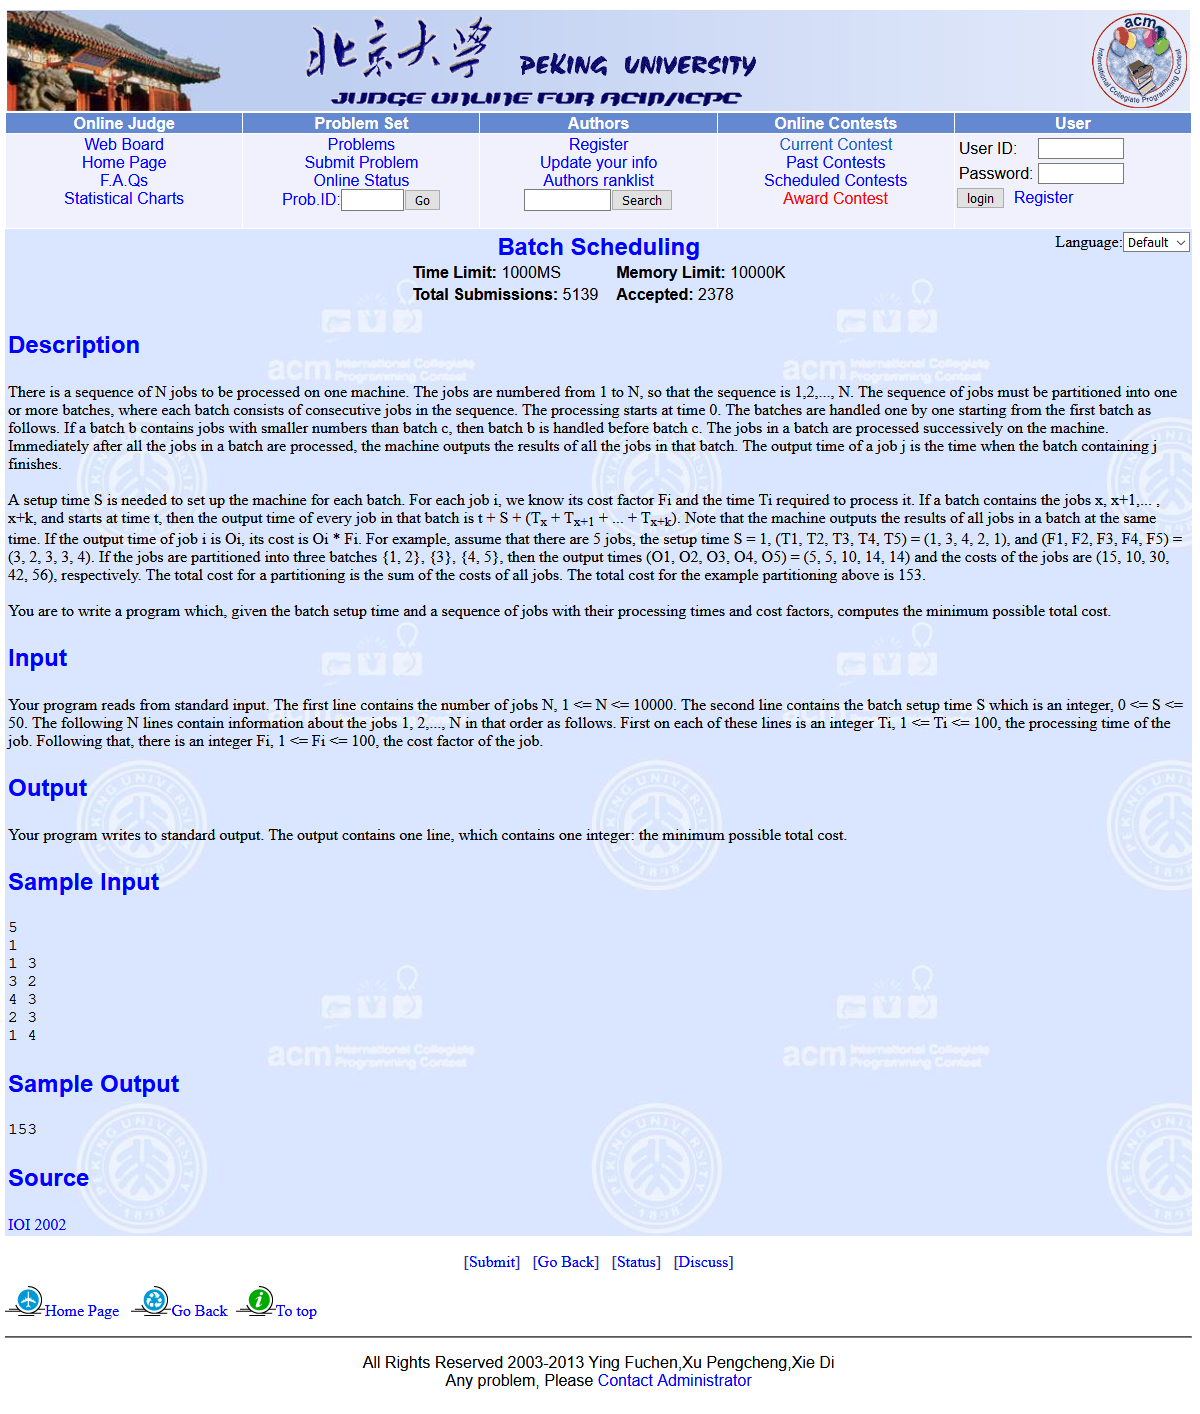 北京大學 PEKING UNIVERSITY
JUDGE ONLINE FOR ACM/ICPC
acm
International Collegiate Programming Contest
Online Judge Problem Set Authors Online Contests User
Web Board Problems Register Current Contest User ID:
Home Page Submit Problem Update your info Past Contests Password:
F.A.Qs Online Status Authors ranklist Scheduled Contests
Statistical Charts Prob.ID: Go Search Award Contest login Register
Language: Default
Batch Scheduling
Time Limit: 1000MS Memory Limit: 10000K
Total Submissions: 5139 Accepted: 2378
Description
There is a sequence of N jobs to be processed on one machine. The jobs are numbered from 1 to N, so that the sequence is 1,2,..., N. The sequence of jobs must be partitioned into one
or more batches, where each batch consists of consecutive jobs in the sequence. The processing starts at time 0. The batches are handled one by one starting from the first batch as
follows. If a batch b contains jobs with smaller numbers than batch c, then batch b is handled before batch c. The jobs in a batch are processed successively on the machine.
Immediately after all the jobs in a batch are processed, the machine outputs the results of all the jobs in that batch. The output time of a job j is the time when the batch containing j
finishes.
A setup time S is needed to set up the machine for each batch. For each job i, we know its cost factor Fi and the time Ti required to process it. If a batch contains the jobs x, x+1,... ,
x+k, and starts at time t, then the output time of every job in that batch is t + S + (Tx + Tx+1 + ... + Tx+k). Note that the machine outputs the results of all jobs in a batch at the same
time. If the output time of job i is Oi, its cost is Oi * Fi. For example, assume that there are 5 jobs, the setup time S = 1, (T1, T2, T3, T4, T5) = (1, 3, 4, 2, 1), and (F1, F2, F3, F4, F5) =
(3, 2, 3, 3, 4). If the jobs are partitioned into three batches {1, 2}, {3}, {4, 5}, then the output times (O1, O2, O3, O4, O5) = (5, 5, 10, 14, 14) and the costs of the jobs are (15, 10, 30,
42, 56), respectively. The total cost for a partitioning is the sum of the costs of all jobs. The total cost for the example partitioning above is 153.
You are to write a program which, given the batch setup time and a sequence of jobs with their processing times and cost factors, computes the minimum possible total cost.
Input
Your program reads from standard input. The first line contains the number of jobs N, 1 <= N <= 10000. The second line contains the batch setup time S which is an integer, 0 <= S <=
50. The following N lines contain information about the jobs 1, 2,..., N in that order as follows. First on each of these lines is an integer Ti, 1 <= Ti <= 100, the processing time of the
job. Following that, there is an integer Fi, 1 <= Fi <= 100, the cost factor of the job.
Output
Your program writes to standard output. The output contains one line, which contains one integer: the minimum possible total cost.
Sample Input
5
1
1 3
3 2
4 3
2 3
1 4
Sample Output
153
Source
IOI 2002
[Submit] [Go Back] [Status] [Discuss]
Home Page Go Back To top
All Rights Reserved 2003-2013 Ying Fuchen,Xu Pengcheng,Xie Di
Any problem, Please Contact Administrator